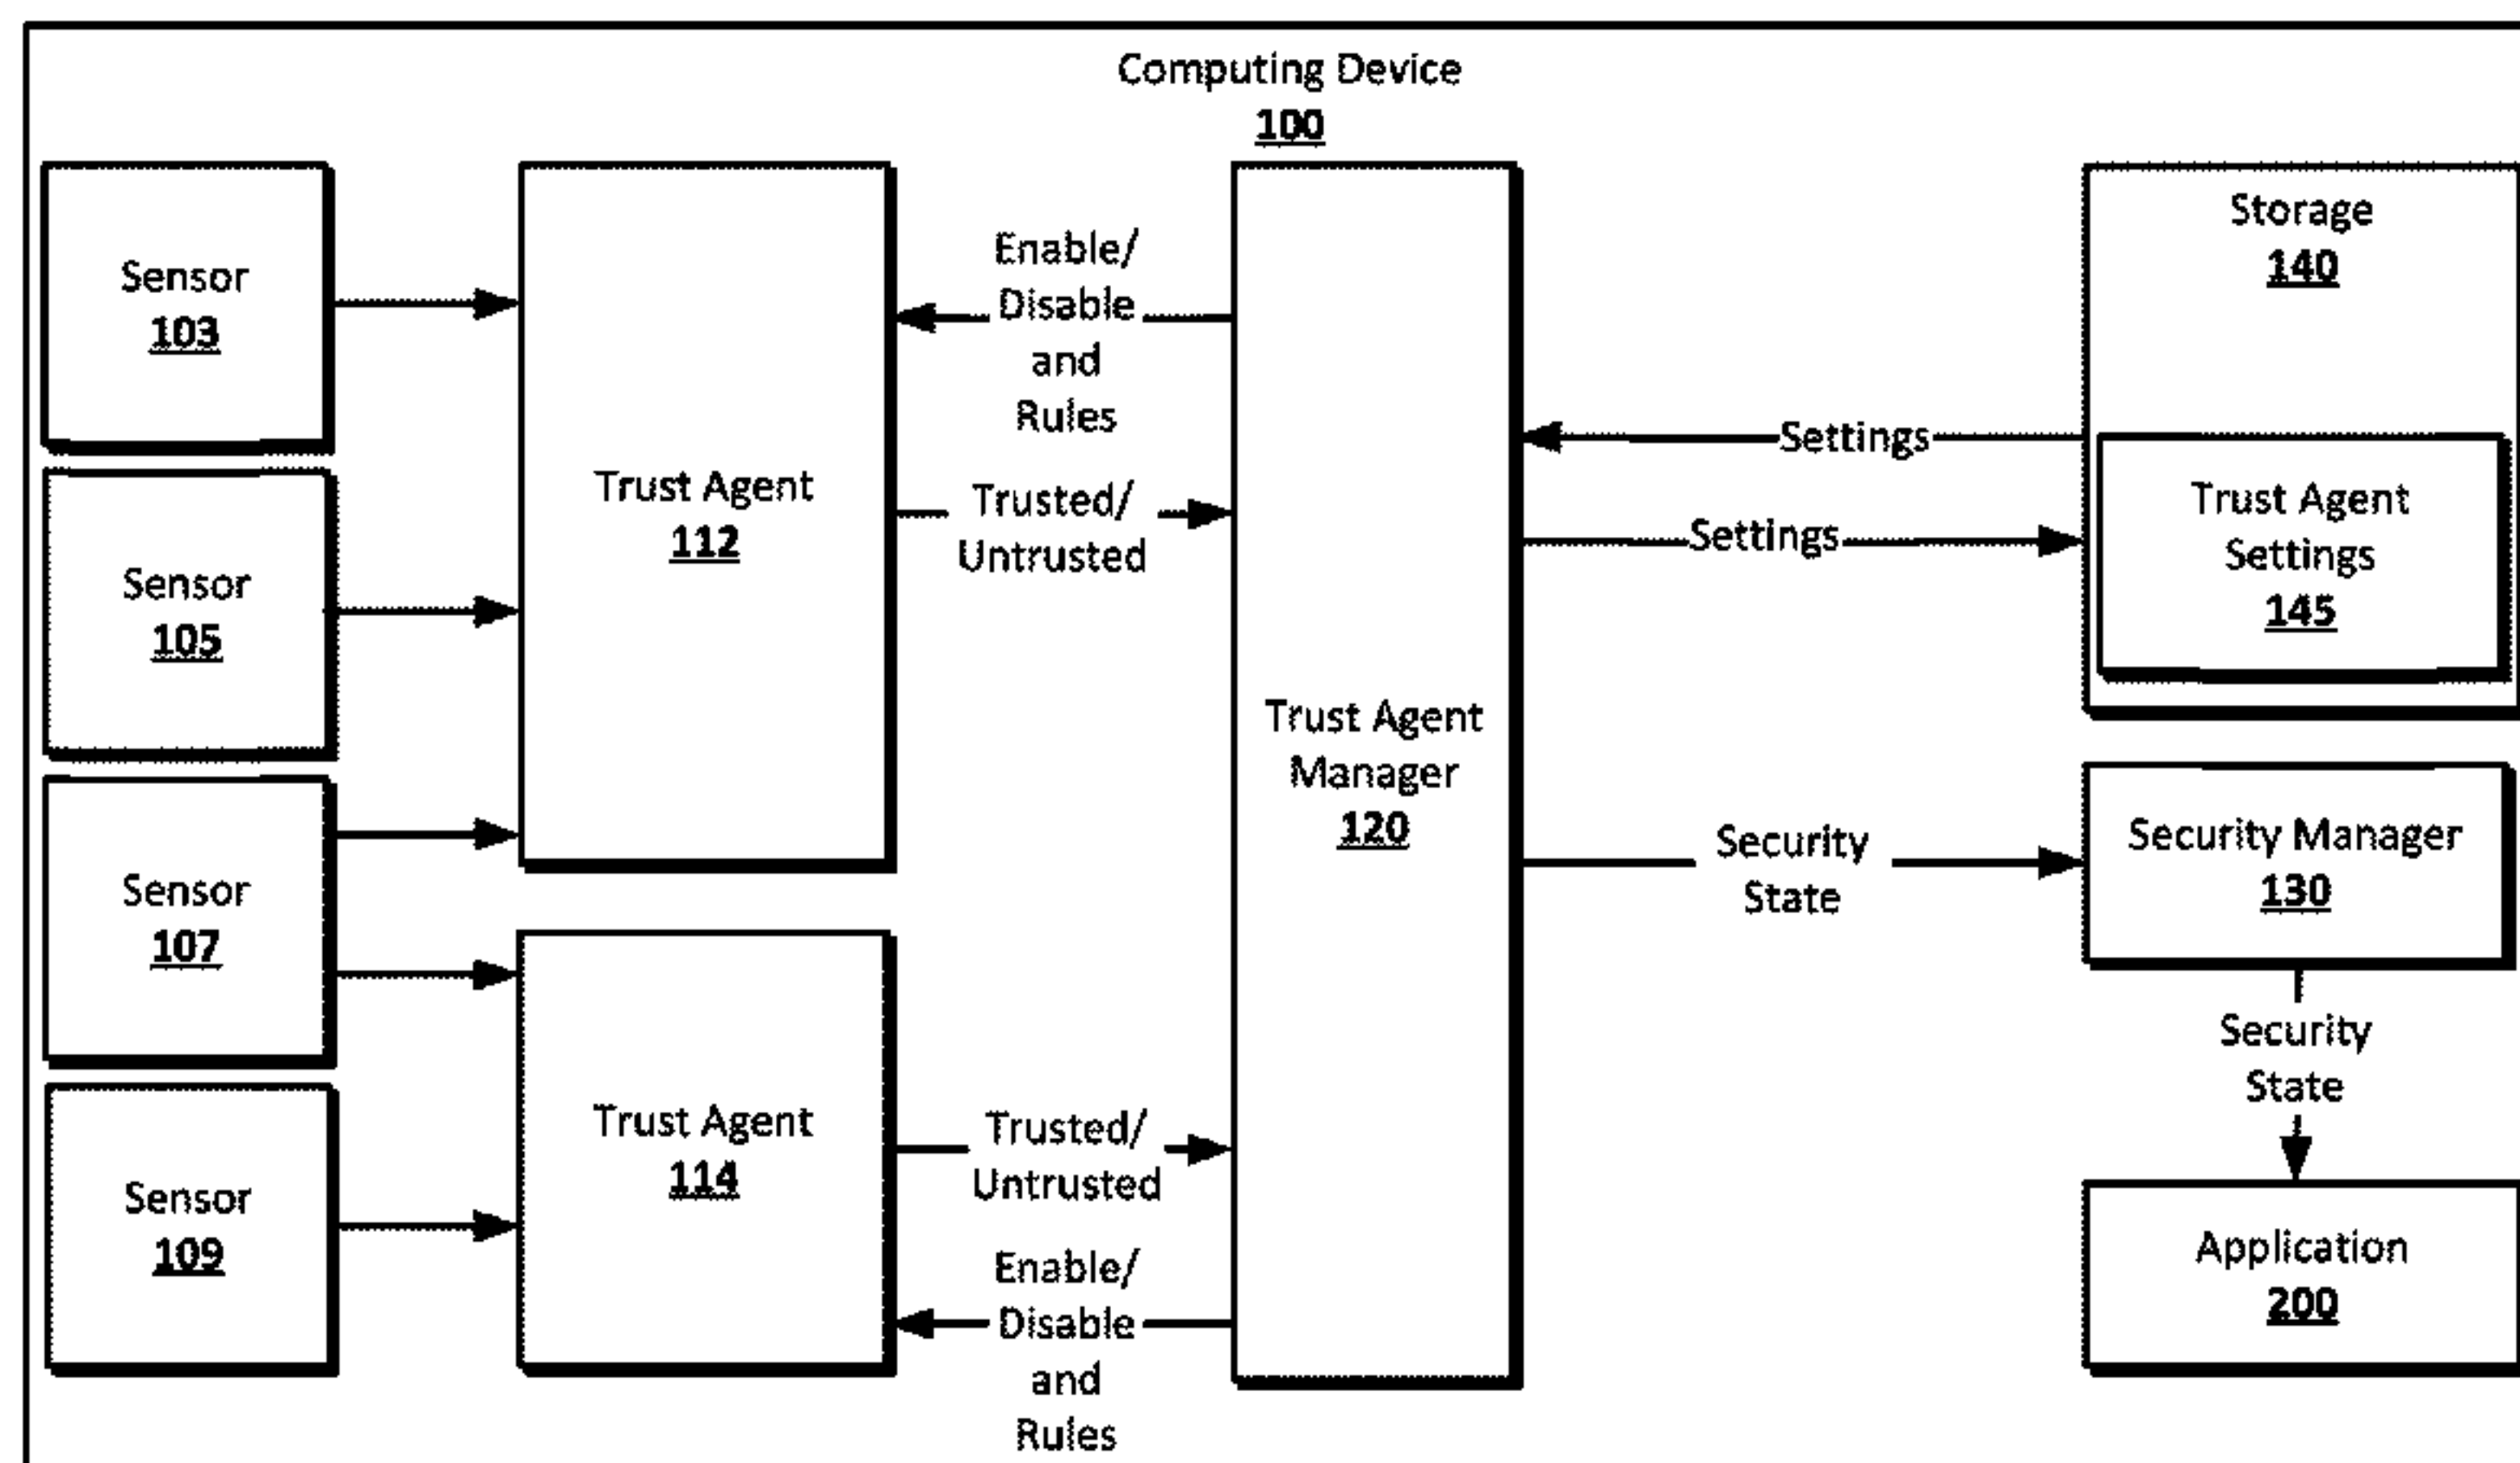 Computing Device
100
Sensor
103
Sensor
105
Sensor
107
Sensor
109
Trust Agent
112
Trust Agent
114
Enable/
Disable
and
Rules
Trusted/
Untrusted
Trusted/
Untrusted
Enable/
Disable
and
Rules
Trust Agent
Manager
120
Settings
Settings
Security
State
Storage
140
Trust Agent
Settings
145
Security Manager
130
Security
State
Application
200